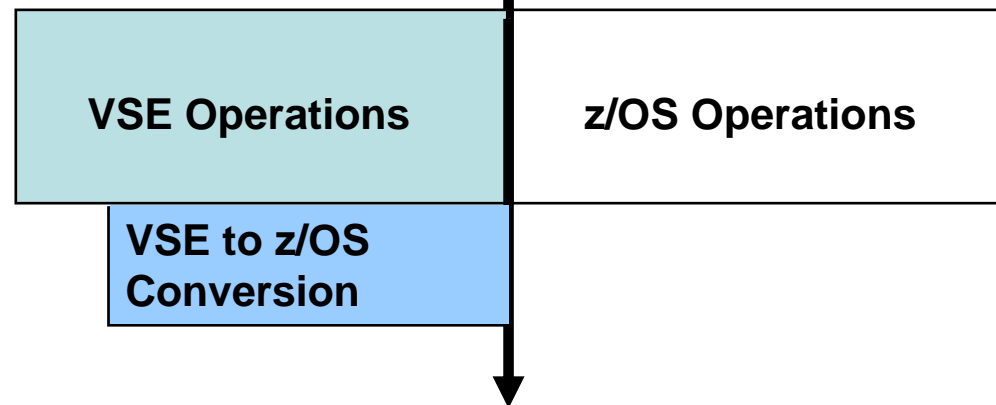 VSE Operations
z/OS Operations
VSE to z/OS
Conversion